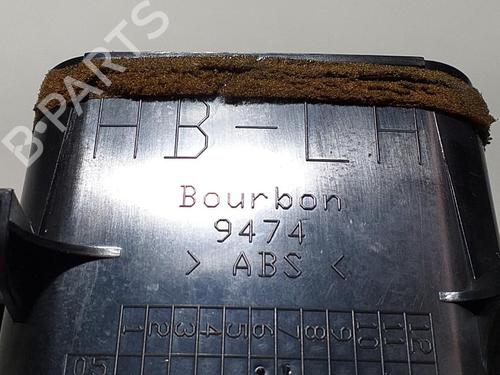 B-PARTS
HB-LH
Bourbon
9474
> ABS <
1 2 3 4 5 6 7 8 9 10 11 12
05